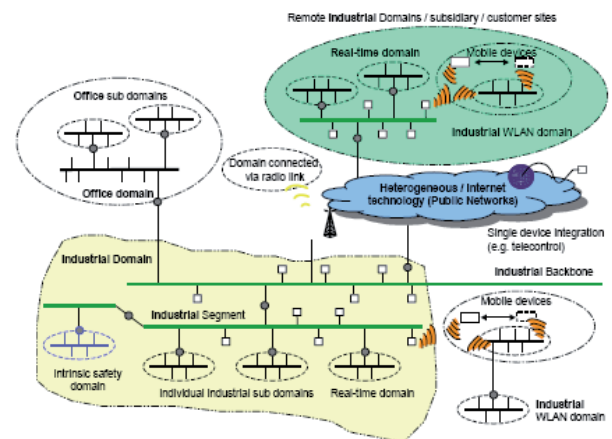 Remote Industrial Domains / subsidiary / customer sites
Real-time domain
Mobile devices
Office sub domains
Industrial WLAN domain
Domain connected
via radio link
Office domain
Heterogeneous / Internet
technology (Public Networks)
Single device integration
(e.g. telecontrol)
Industrial Domain
Industrial Backbone
Industrial Segment
Mobile devices
Intrinsic safety
domain
Individual Industrial sub domains
Real-time domain
Industrial
WLAN domain